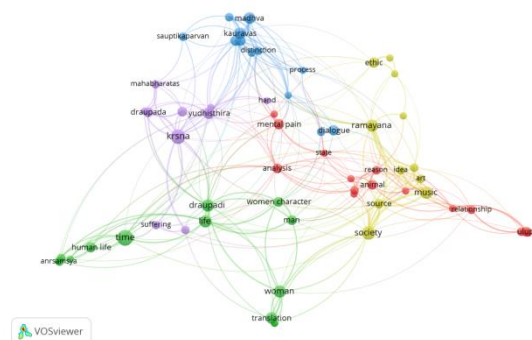 madhva
sauptikaparvan
kauravas
distinction
ethic
process
mahabharatas
hand
draupada
yudhisthira
ramayana
mental pain
dialogue
krsna
state
analysis
reason
idea
art
animal
music
women character
draupadi
source
relationship
life
man
suffering
time
society
human life
anrsamsya
woman
translation
VOSviewer